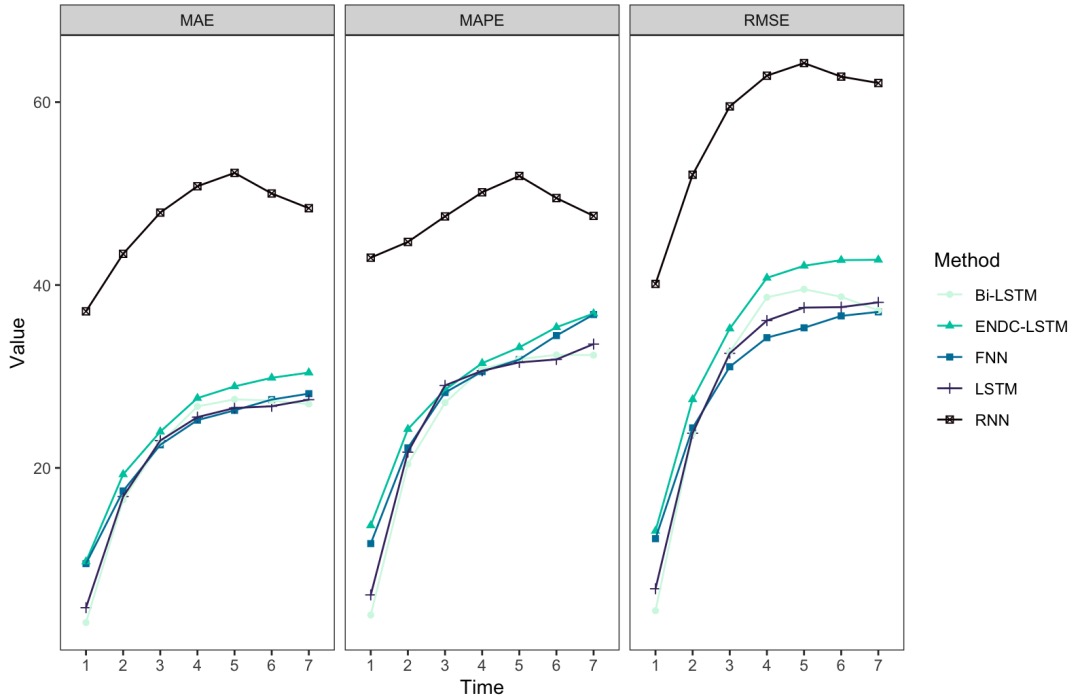 MAE MAPE RMSE
60
40
20
Value
1 2 3 4 5 6 7 1 2 3 4 5 6 7 1 2 3 4 5 6 7
Time
Method
Bi-LSTM
ENDC-LSTM
FNN
LSTM
RNN